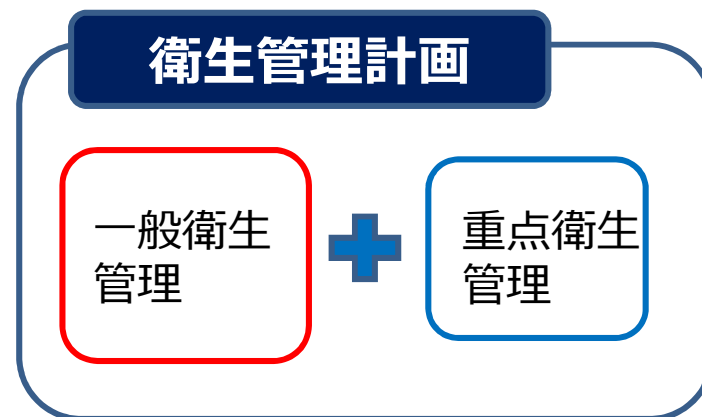 衛生管理計画
一般衛生
管理
重点衛生
管理